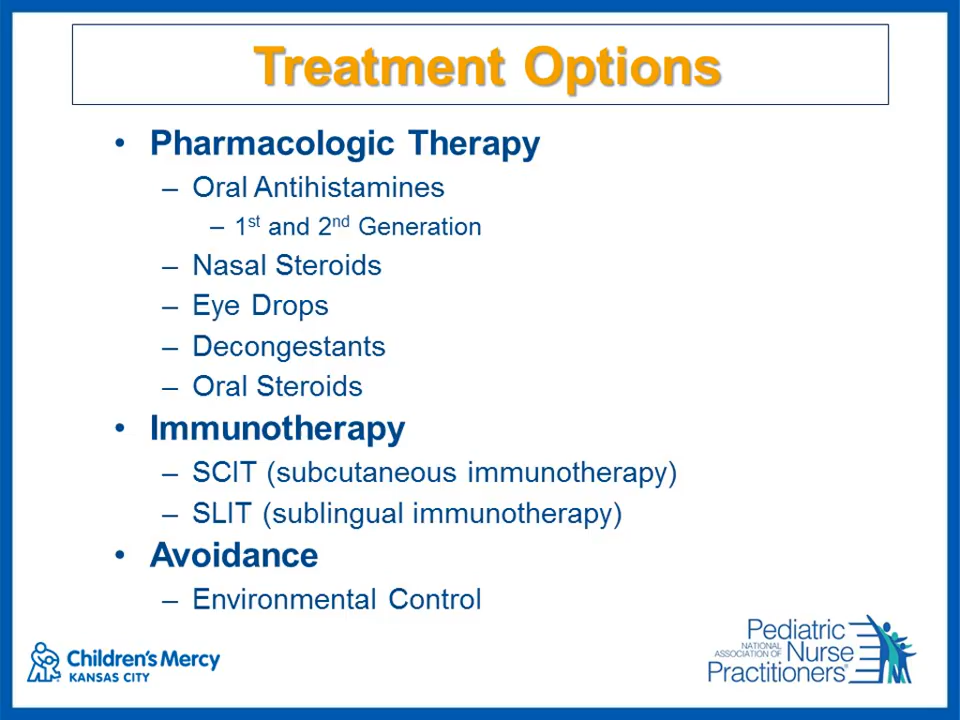 Treatment Options
• Pharmacologic Therapy
– Oral Antihistamines
– 1st and 2nd Generation
– Nasal Steroids
– Eye Drops
– Decongestants
– Oral Steroids
• Immunotherapy
– SCIT (subcutaneous immunotherapy)
– SLIT (sublingual immunotherapy)
• Avoidance
– Environmental Control
Children's Mercy
KANSAS CITY
Pediatric
NATIONAL
ASSOCIATION OF
Nurse
Practitioners®